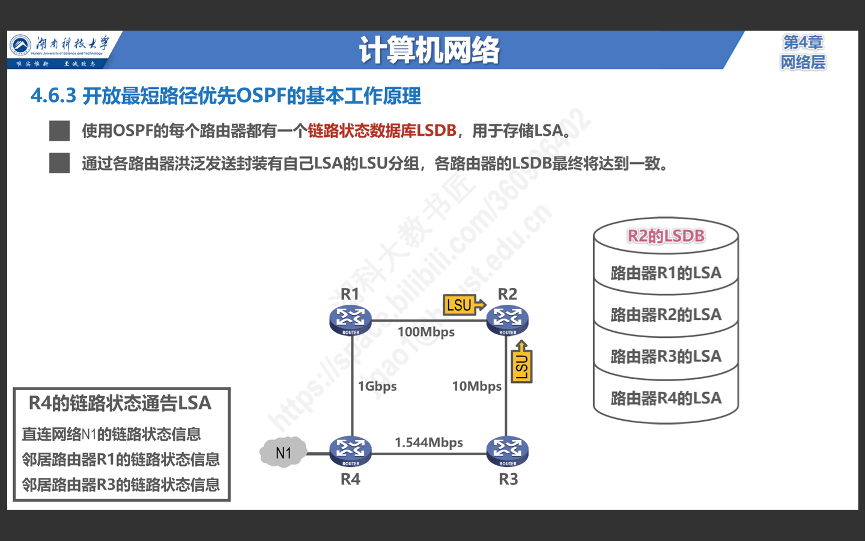 湖南科技大学
Hunan University of Science and Technology
唯实惟新 至诚致志
计算机网络
第4章
网络层
4.6.3 开放最短路径优先OSPF的基本工作原理
使用OSPF的每个路由器都有一个链路状态数据库LSDB，用于存储LSA。
通过各路由器洪泛发送封装有自己LSA的LSU分组，各路由器的LSDB最终将达到一致。
R2的LSDB
路由器R1的LSA
路由器R2的LSA
路由器R3的LSA
路由器R4的LSA
R1
LSU
R2
ROUTER
ROUTER
100Mbps
LSU
1Gbps
10Mbps
R4的链路状态通告LSA
直连网络N1的链路状态信息
邻居路由器R1的链路状态信息
邻居路由器R3的链路状态信息
N1
1.544Mbps
ROUTER
ROUTER
R4
R3
科大教书匠